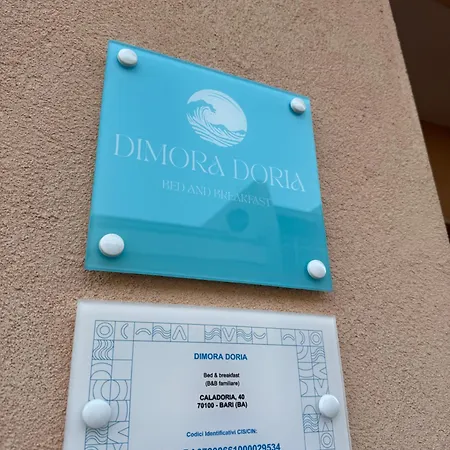 DIMORA DORIA
BED AND BREAKFAST
DIMORA DORIA
Bed & breakfast
(B&B familiare)
CALADORIA, 40
70100 - BARI (BA)
Codici Identificativi CIS/CIN: